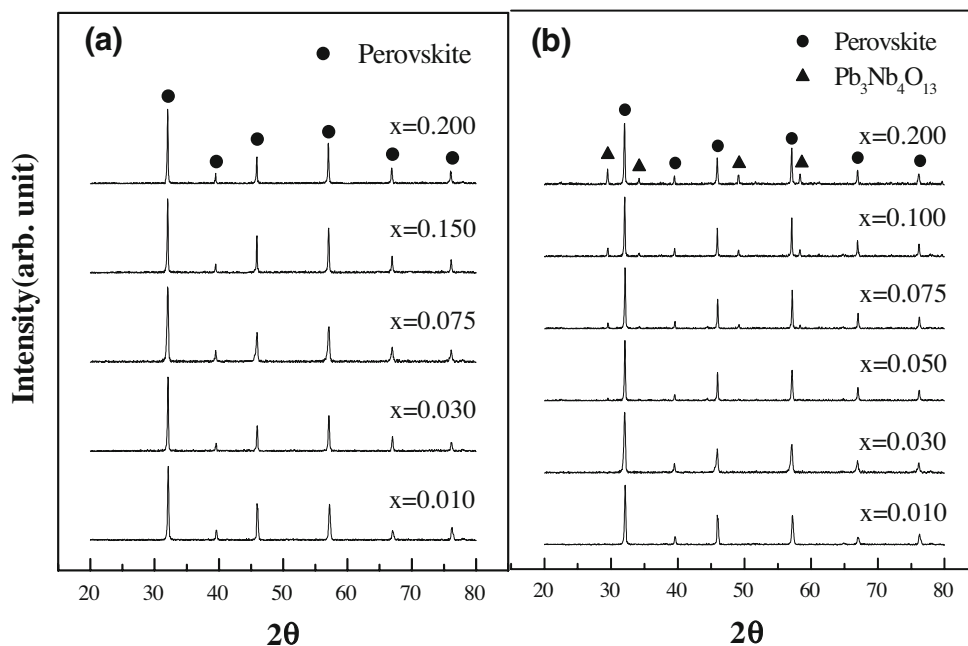 (a)
● Perovskite
x=0.200
x=0.150
x=0.075
x=0.030
x=0.010
20 30 40 50 60 70 80
2θ
Intensity(arb. unit)
(b)
● Perovskite
▲ Pb₃Nb₄O₁₃
x=0.200
x=0.100
x=0.075
x=0.050
x=0.030
x=0.010
20 30 40 50 60 70 80
2θ